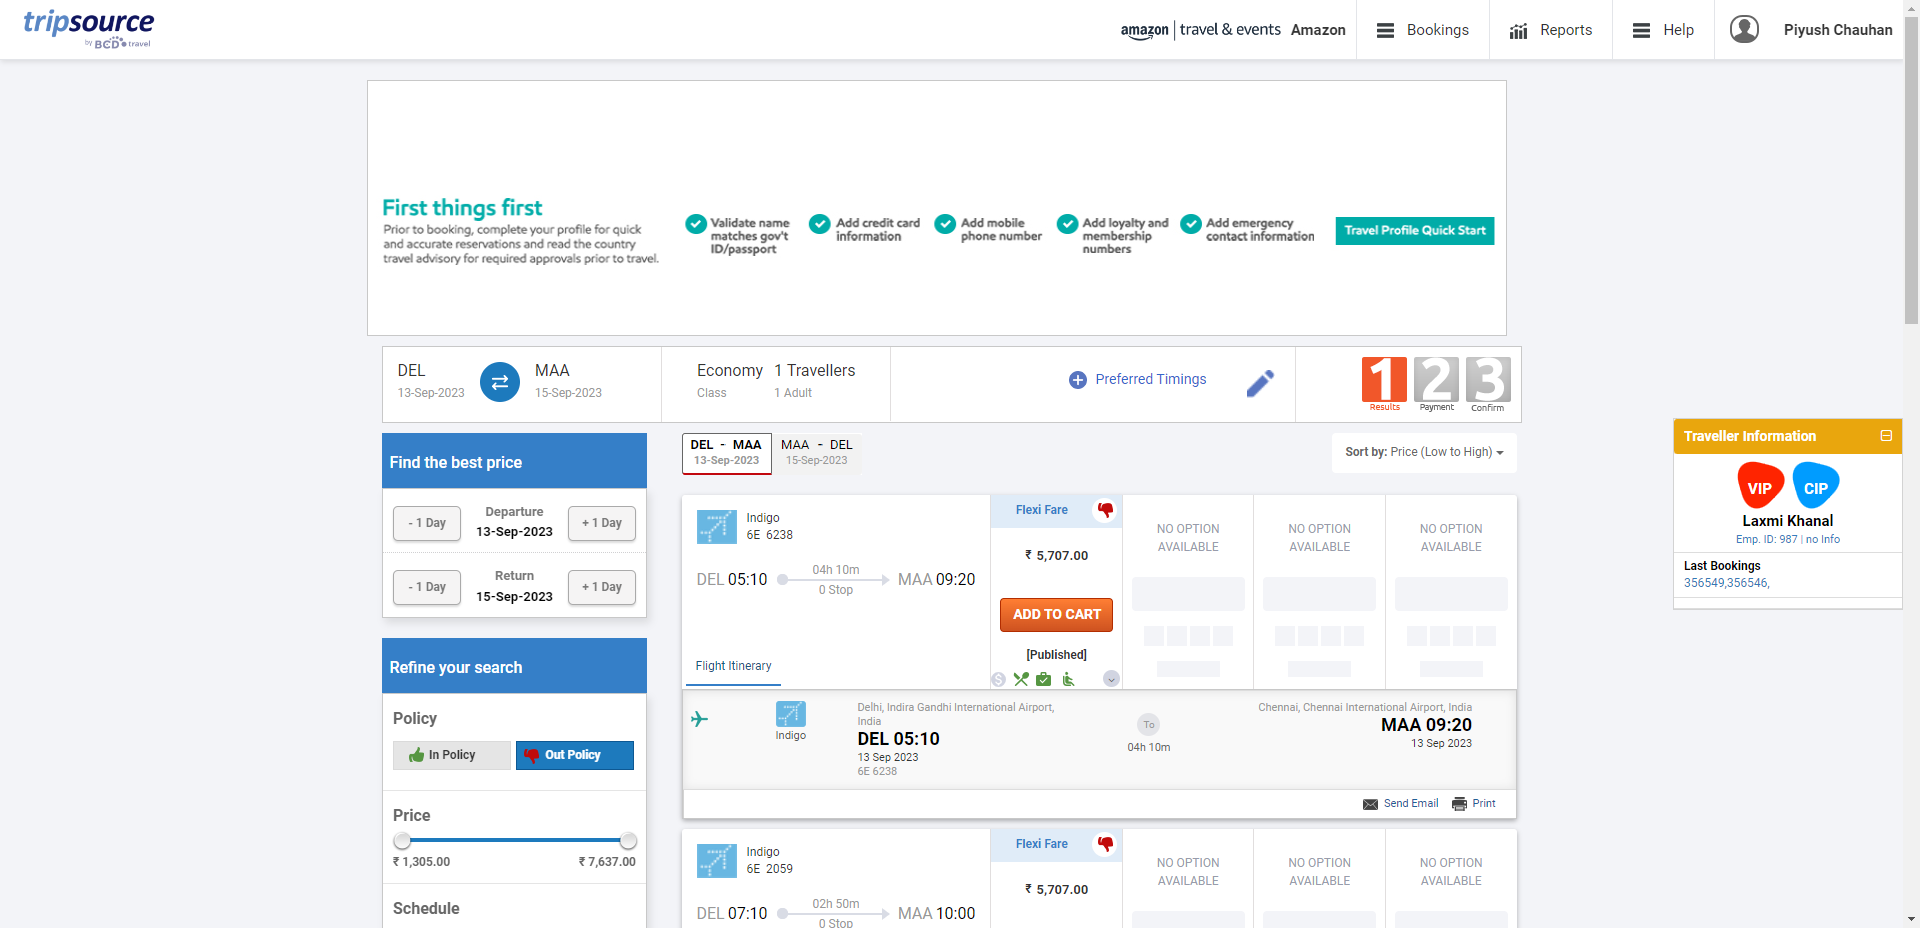 tripsource
by BCD travel
amazon | travel & events Amazon
Bookings
Reports
Help
Piyush Chauhan
First things first
Prior to booking, complete your profile for quick
and accurate reservations and read the country
travel advisory for required approvals prior to travel.
Validate name
matches gov't
ID/passport
Add credit card
information
Add mobile
phone number
Add loyalty and
membership
numbers
Add emergency
contact information
Travel Profile Quick Start
DEL
13-Sep-2023
MAA
15-Sep-2023
Economy
Class
1 Travellers
1 Adult
Preferred Timings
1
Results
2
Payment
3
Confirm
Find the best price
- 1 Day
Departure
13-Sep-2023
+ 1 Day
- 1 Day
Return
15-Sep-2023
+ 1 Day
Refine your search
Policy
In Policy
Out Policy
Price
₹ 1,305.00
₹ 7,637.00
Schedule
DEL - MAA
13-Sep-2023
MAA - DEL
15-Sep-2023
Sort by: Price (Low to High)
Indigo
6E 6238
DEL 05:10
04h 10m
0 Stop
MAA 09:20
Flight Itinerary
Flexi Fare
₹ 5,707.00
ADD TO CART
[Published]
NO OPTION
AVAILABLE
NO OPTION
AVAILABLE
NO OPTION
AVAILABLE
Indigo
Delhi, Indira Gandhi International Airport,
India
DEL 05:10
13 Sep 2023
6E 6238
To
04h 10m
Chennai, Chennai International Airport, India
MAA 09:20
13 Sep 2023
Send Email
Print
Indigo
6E 2059
DEL 07:10
02h 50m
0 Stop
MAA 10:00
Flexi Fare
₹ 5,707.00
NO OPTION
AVAILABLE
NO OPTION
AVAILABLE
NO OPTION
AVAILABLE
Traveller Information
VIP
CIP
Laxmi Khanal
Emp. ID: 987 | no Info
Last Bookings
356549,356546,